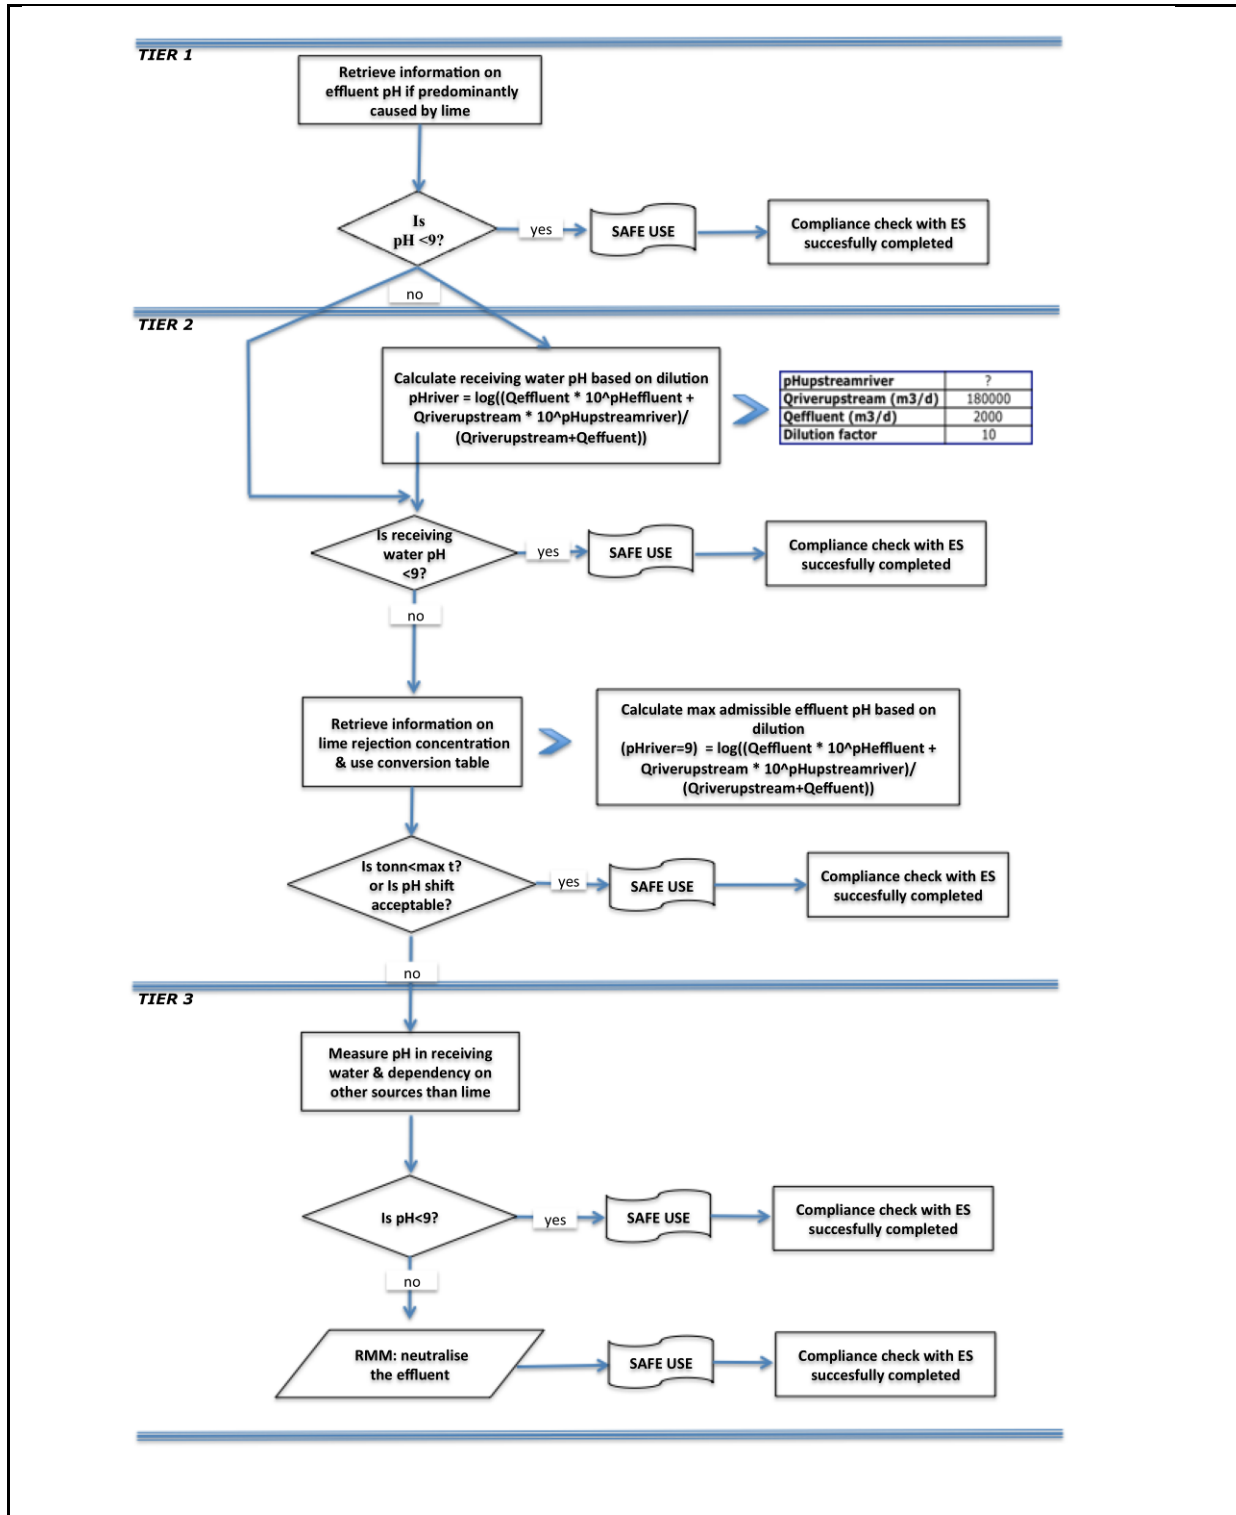 TIER 1
Retrieve information on
effluent pH if predominantly
caused by lime
Is
pH <9?
yes
SAFE USE
Compliance check with ES
succesfully completed
no
TIER 2
Calculate receiving water pH based on dilution
pHriver = log((Qeffluent * 10^pHeffluent +
Qriverupstream * 10^pHupstreamriver)/
(Qriverupstream+Qeffuent))
pHupstreamriver ?
Qriverupstream (m3/d) 180000
Qeffluent (m3/d) 2000
Dilution factor 10
Is receiving
water pH
<9?
yes
SAFE USE
Compliance check with ES
succesfully completed
no
Retrieve information on
lime rejection concentration
& use conversion table
Calculate max admissible effluent pH based on
dilution
(pHriver=9) = log((Qeffluent * 10^pHeffluent +
Qriverupstream * 10^pHupstreamriver)/
(Qriverupstream+Qeffuent))
Is tonn<max t?
or Is pH shift
acceptable?
yes
SAFE USE
Compliance check with ES
succesfully completed
no
TIER 3
Measure pH in receiving
water & dependency on
other sources than lime
Is pH<9?
yes
SAFE USE
Compliance check with ES
succesfully completed
no
RMM: neutralise
the effluent
SAFE USE
Compliance check with ES
succesfully completed